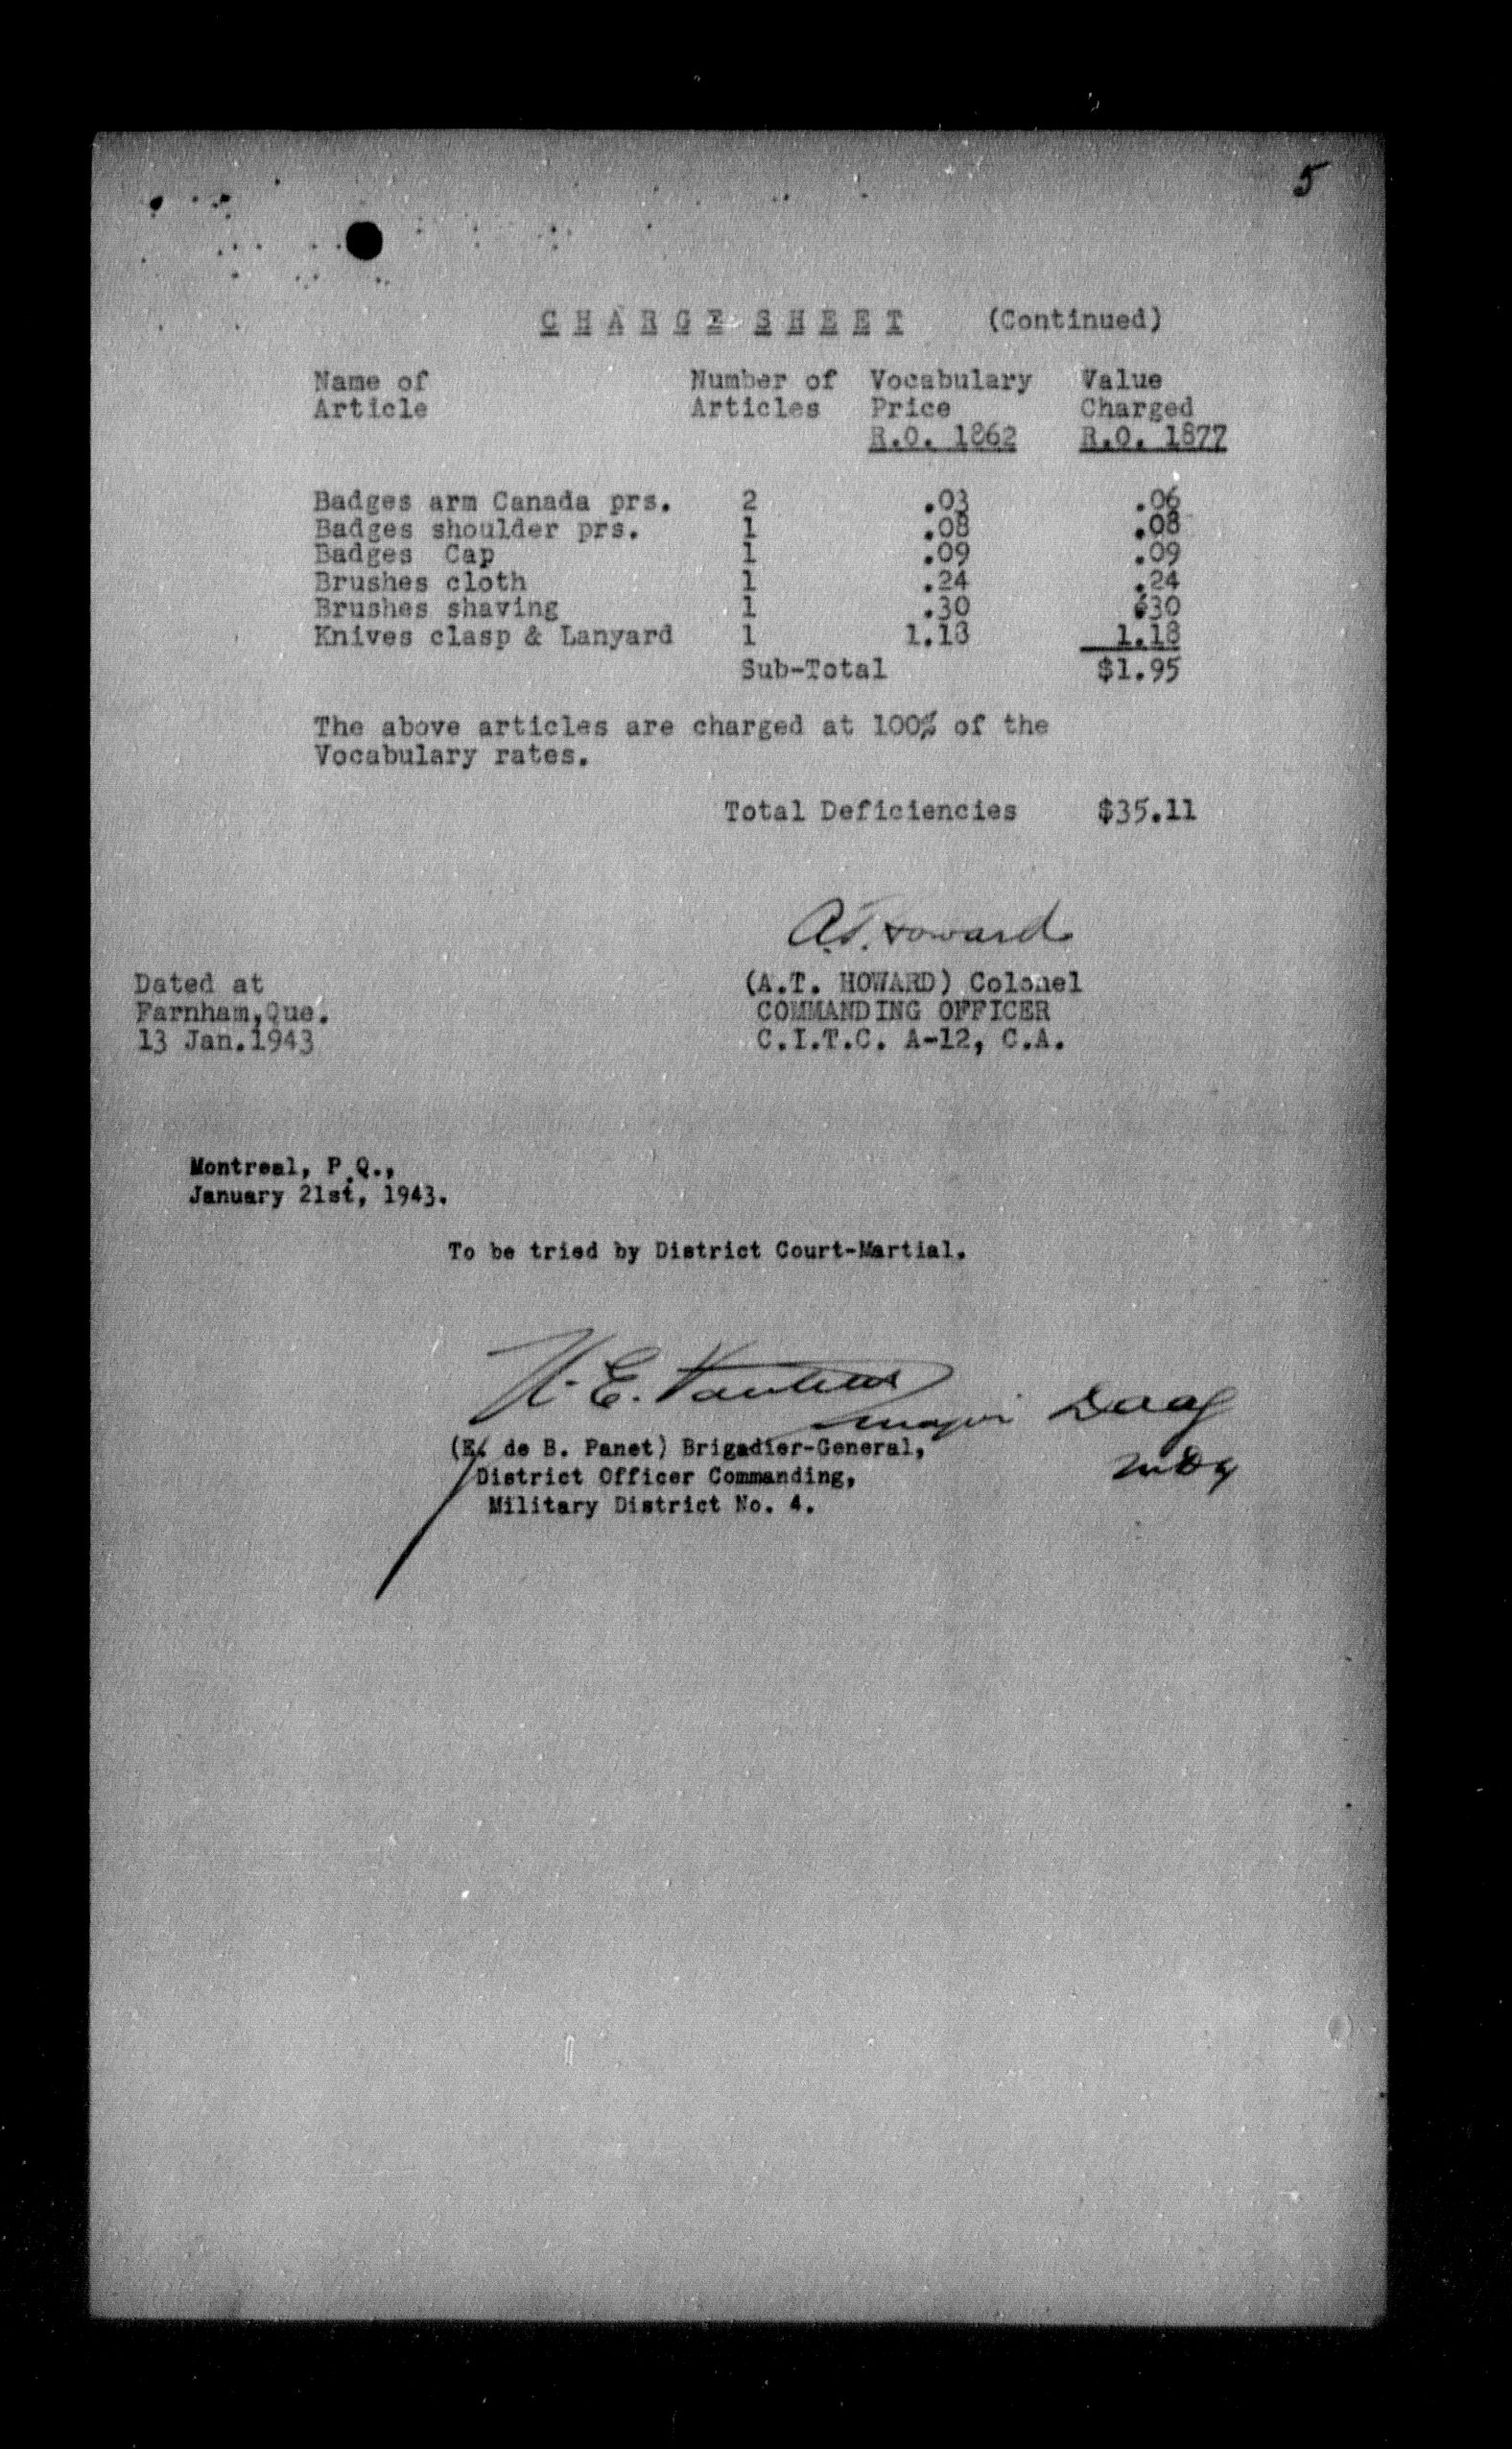 5
CHARGE SHEET (Continued)
Name of Number of Vocabulary Value
Article Articles Price Charged
R.O. 1862 R.O. 1877
Badges arm Canada prs. 2 .03 .06
Badges shoulder prs. 1 .08 .08
Badges Cap 1 .09 .09
Brushes cloth 1 .24 .24
Brushes shaving 1 .30 .30
Knives clasp & Lanyard 1 1.18 1.18
Sub-Total $1.95
The above articles are charged at 100% of the
Vocabulary rates.
Total Deficiencies $35.11
A.T. Howard
Dated at (A.T. HOWARD) Colonel
Farnham, Que. COMMANDING OFFICER
13 Jan. 1943 C.I.T.C. A-12, C.A.
Montreal, P.Q.,
January 21st, 1943.
To be tried by District Court-Martial.
Major
(E. de B. Panet) Brigadier-General,
District Officer Commanding,
Military District No. 4.